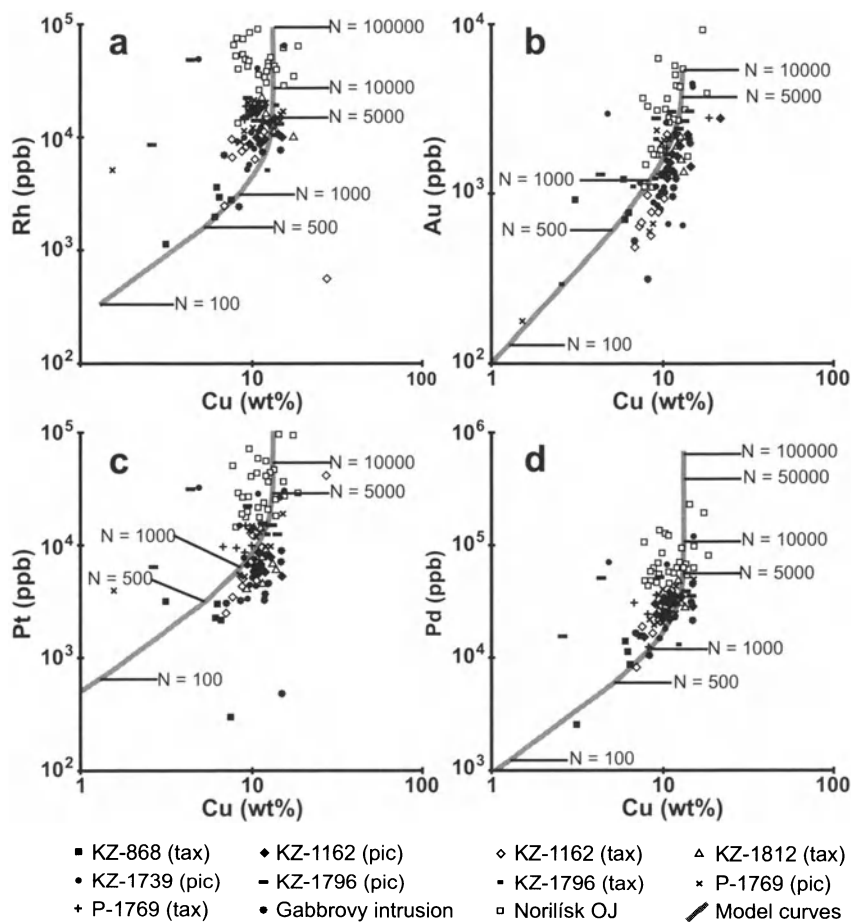 a
10⁵
10⁴
10³
10²
Rh (ppb)
N = 100000
N = 10000
N = 5000
N = 1000
N = 500
N = 100
10
100
Cu (wt%)
b
10⁴
10³
10²
Au (ppb)
N = 10000
N = 5000
N = 1000
N = 500
N = 100
1
10
100
Cu (wt%)
c
10⁵
10⁴
10³
10²
Pt (ppb)
N = 10000
N = 5000
N = 1000
N = 500
N = 100
1
10
100
Cu (wt%)
d
10⁶
10⁵
10⁴
10³
Pd (ppb)
N = 100000
N = 50000
N = 10000
N = 5000
N = 1000
N = 500
N = 100
1
10
100
Cu (wt%)
KZ-868 (tax)
KZ-1162 (pic)
KZ-1162 (tax)
KZ-1812 (tax)
KZ-1739 (pic)
KZ-1796 (pic)
KZ-1796 (tax)
P-1769 (pic)
P-1769 (tax)
Gabbrovy intrusion
Norilísk OJ
Model curves